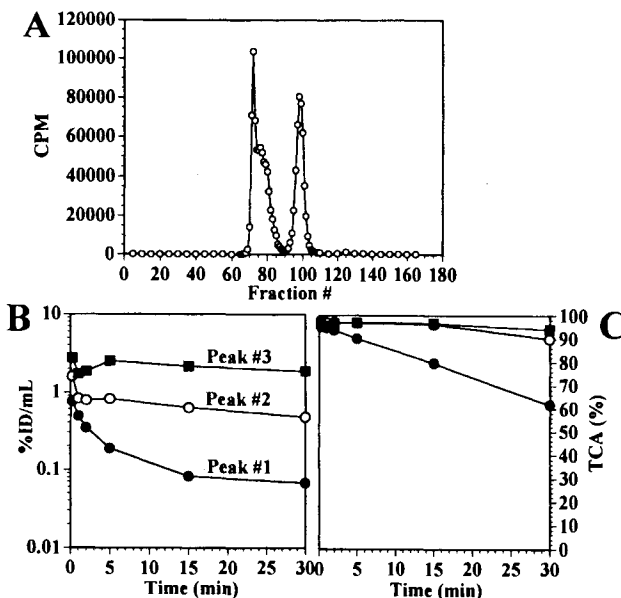 A
120000
100000
80000
60000
40000
20000
0
CPM
0 20 40 60 80 100 120 140 160 180
Fraction #
B
10
1
0.1
0.01
%ID/mL
Peak #3
Peak #2
Peak #1
0 5 10 15 20 25 30
Time (min)
C
100
90
80
70
60
50
40
30
20
10
0
TCA (%)
0 5 10 15 20 25 30
Time (min)